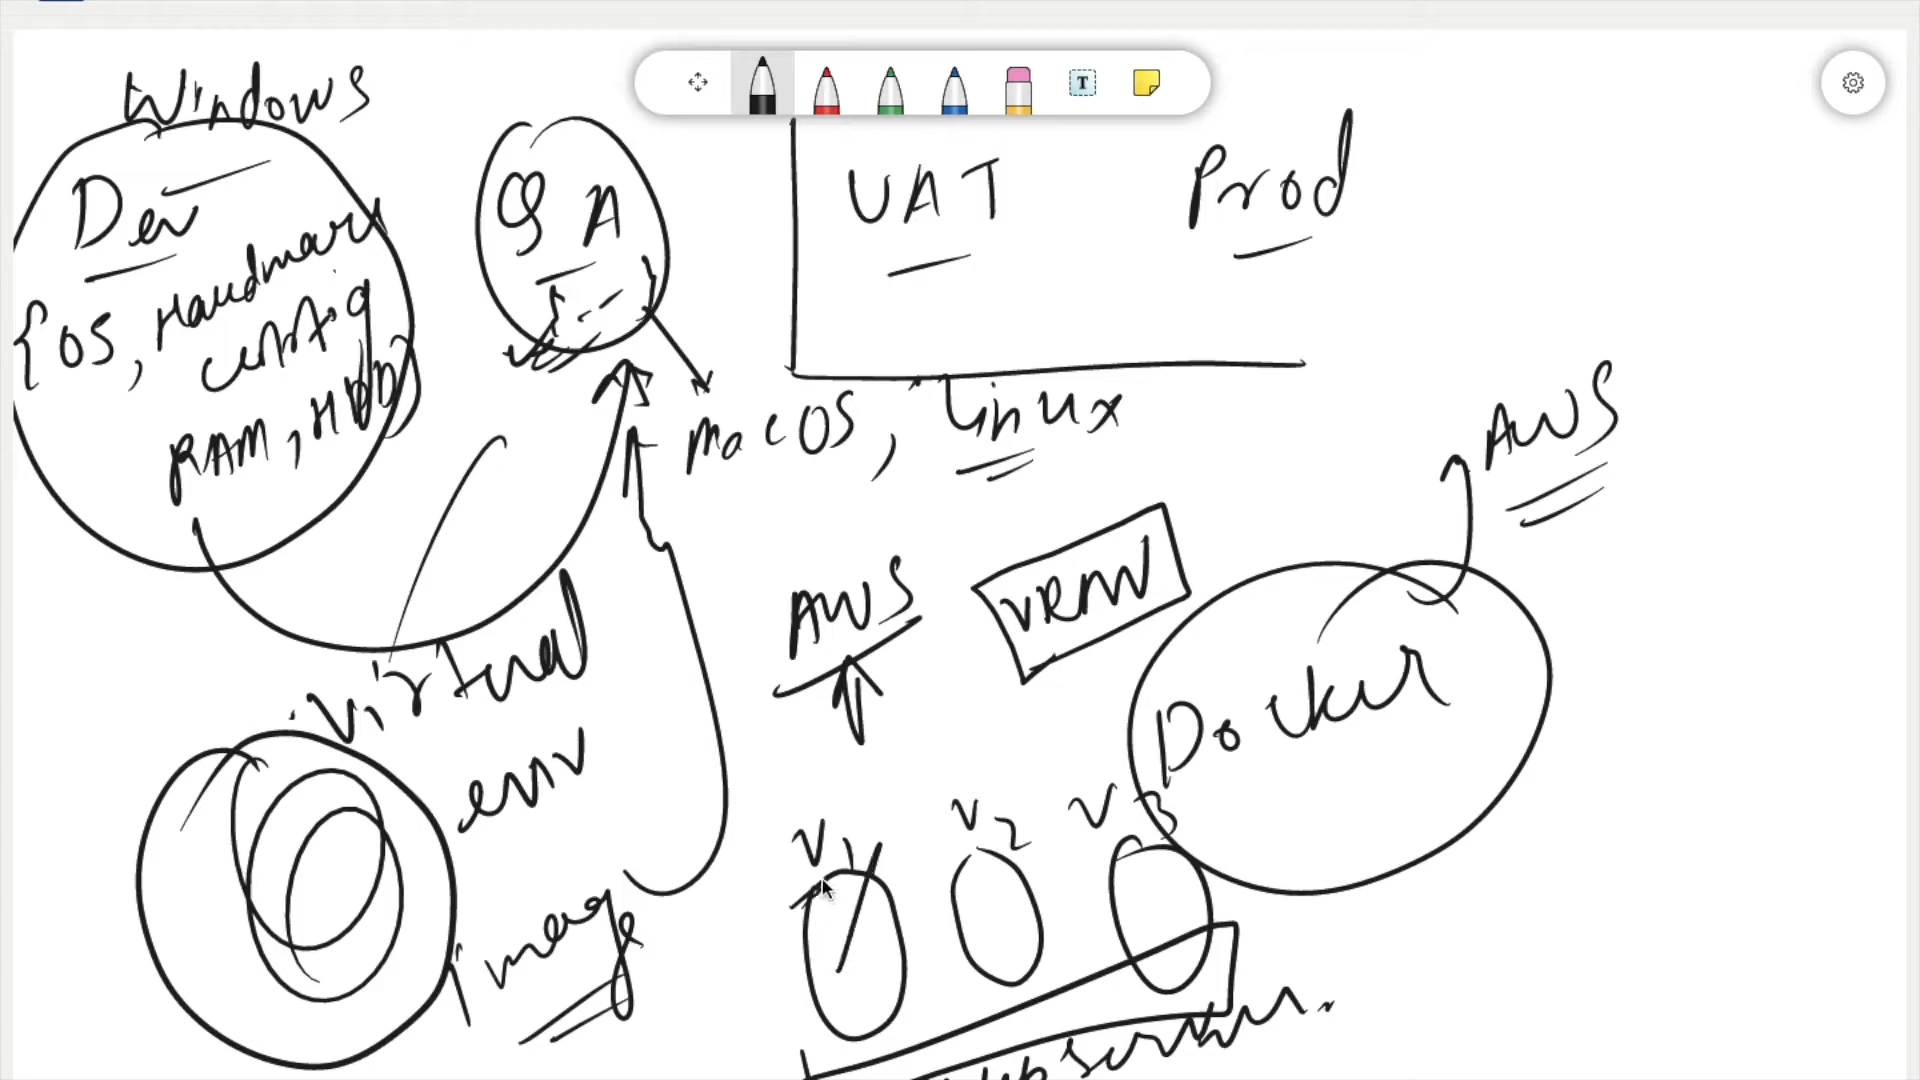 Windows
Dev
{OS, Hardware
config
RAM, HDD}
QA
UAT
Prod
MacOS, Linux
AWS
AWS
Docker
Virtual
env
image
V1
V2
V3
T